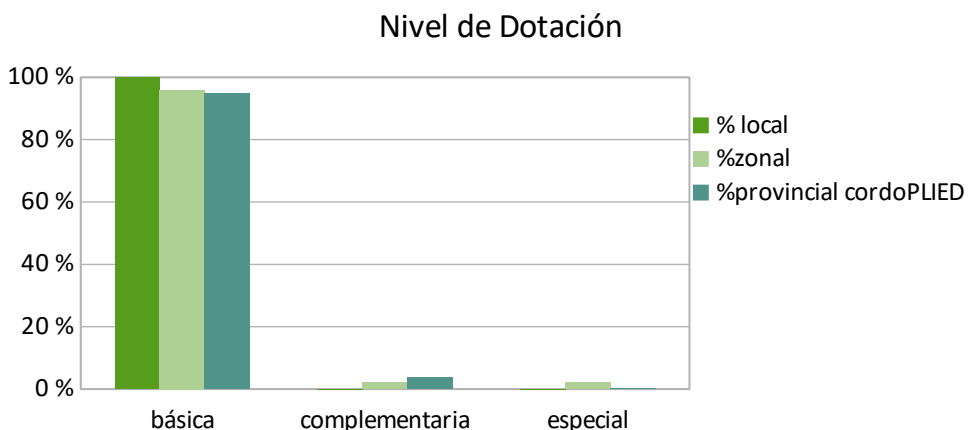 Nivel de Dotación
100 %
80 %
60 %
40 %
20 %
0 %
básica complementaria especial
% local
%zonal
%provincial cordoPLIED